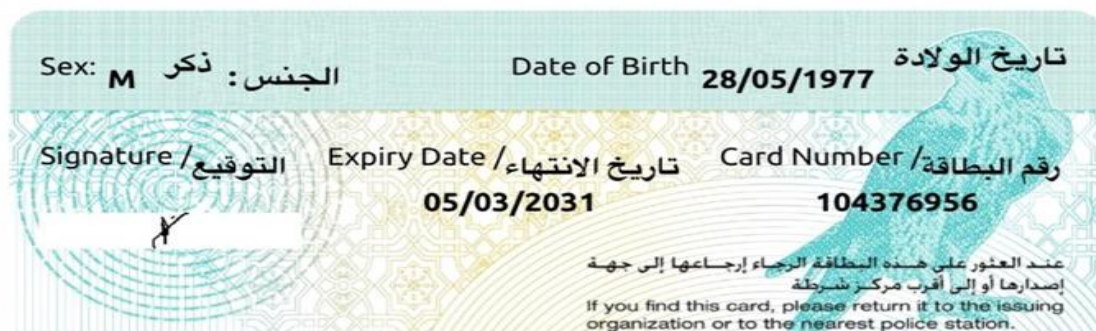 Sex: M ذكر الجنس: Date of Birth 28/05/1977 تاريخ الولادة
Signature / التوقيع Expiry Date / تاريخ الانتهاء Card Number / رقم البطاقة
05/03/2031 104376956
عند العثور على هذه البطاقة الرجاء إرجاعها إلى جهة
إصدارها أو إلى أقرب مركز شرطة
If you find this card, please return it to the issuing
organization or to the nearest police station.